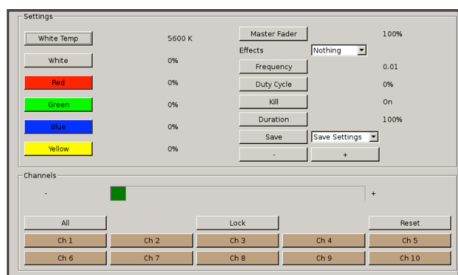 Settings
White Temp 5600 K Master Fader 100%
Effects Nothing
White 0% Frequency 0.01
Red 0% Duty Cycle 0%
Green 0% Kill On
Blue 0% Duration 100%
Save Save Settings
Yellow 0% - +
Channels
- +
All Lock Reset
Ch 1 Ch 2 Ch 3 Ch 4 Ch 5
Ch 6 Ch 7 Ch 8 Ch 9 Ch 10